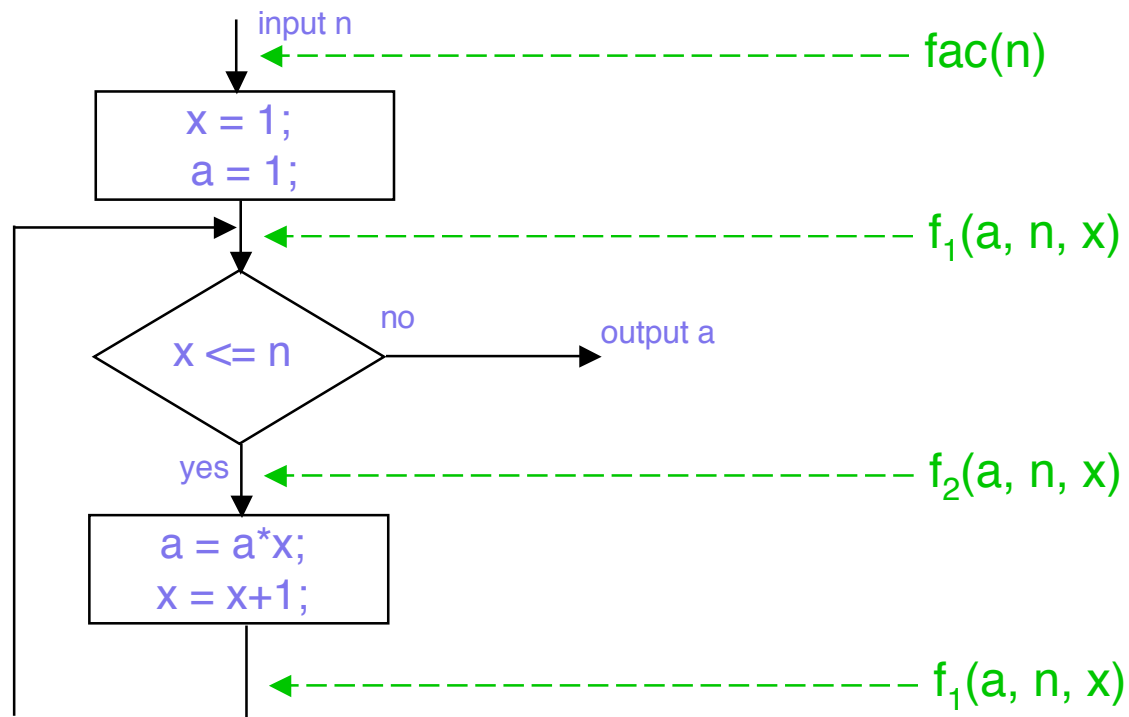 input n
fac(n)
x = 1;
a = 1;
f1(a, n, x)
no
output a
x <= n
yes
f2(a, n, x)
a = a*x;
x = x+1;
f1(a, n, x)